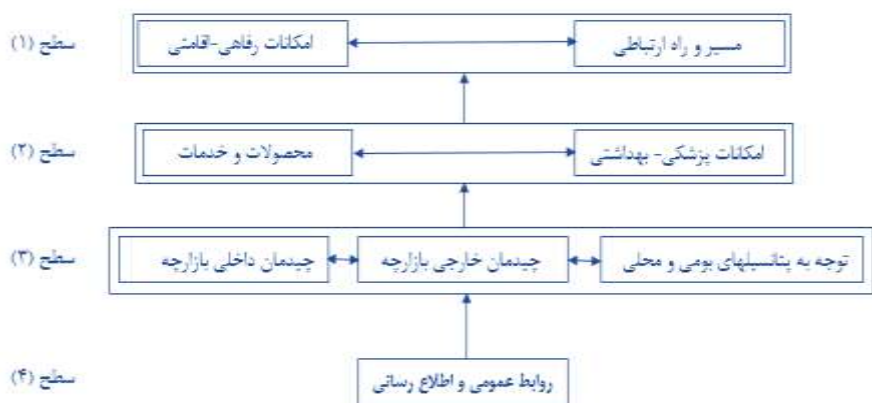 سطح (۱)
مسیر و راه ارتباطی
امکانات رفاهی-اقامتی
سطح (۲)
امکانات پزشکی- بهداشتی
محصولات و خدمات
سطح (۳)
توجه به پتانسیلهای بومی و محلی
چیدمان خارجی بازارچه
چیدمان داخلی بازارچه
سطح (۴)
روابط عمومی و اطلاع رسانی